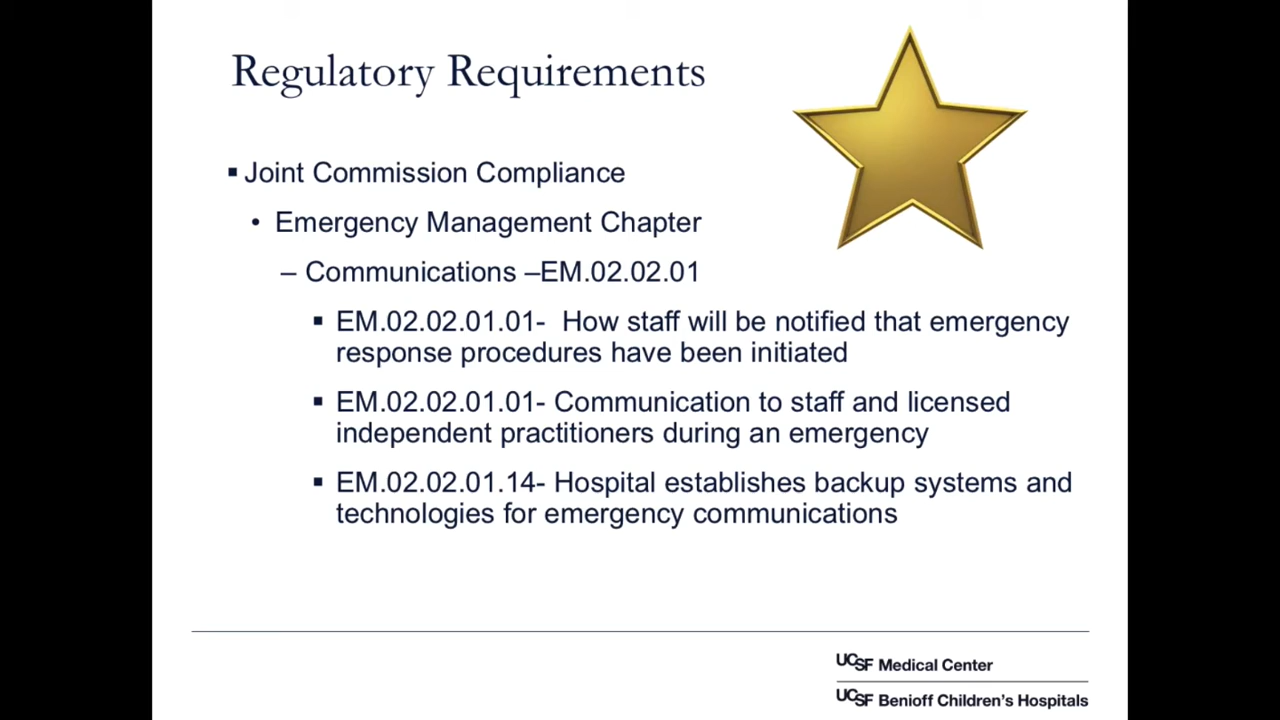 Regulatory Requirements
▪ Joint Commission Compliance
• Emergency Management Chapter
– Communications –EM.02.02.01
▪ EM.02.02.01.01-  How staff will be notified that emergency
response procedures have been initiated
▪ EM.02.02.01.01- Communication to staff and licensed
independent practitioners during an emergency
▪ EM.02.02.01.14- Hospital establishes backup systems and
technologies for emergency communications
UCSF Medical Center
UCSF Benioff Children's Hospitals